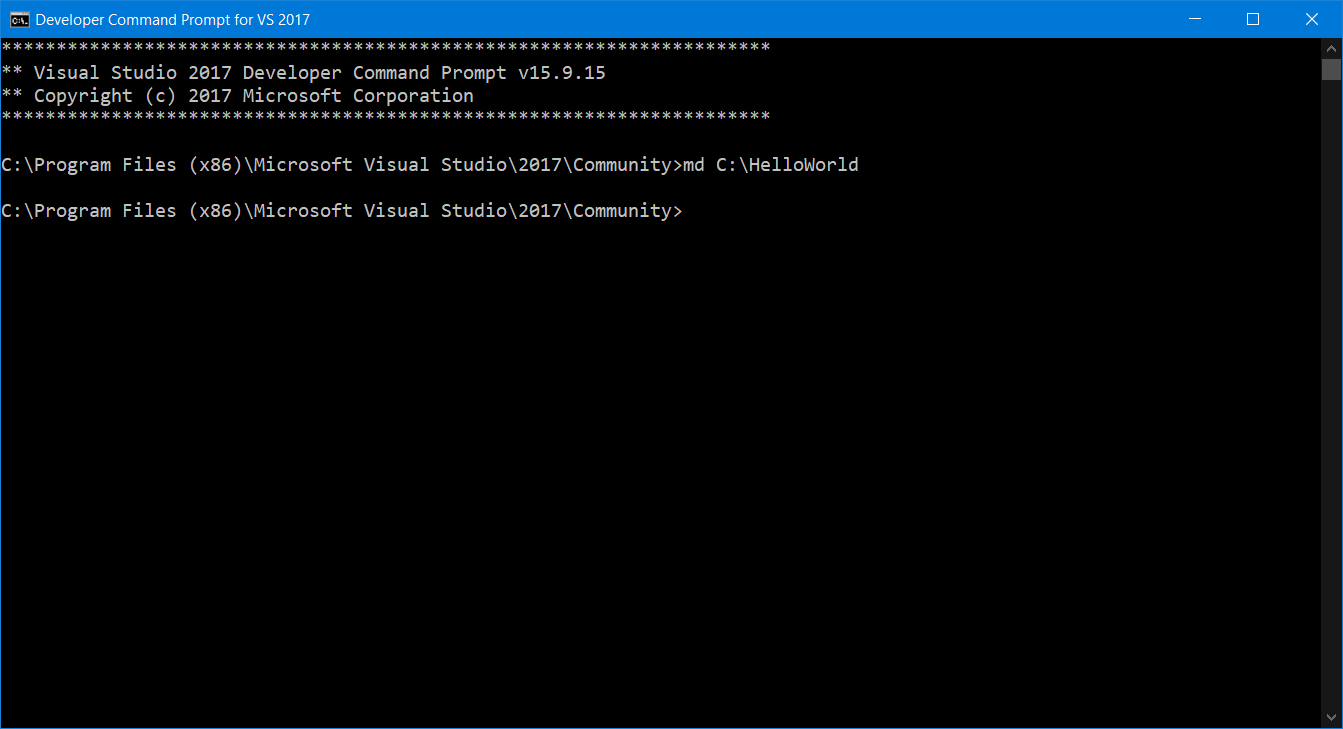 Developer Command Prompt for VS 2017
**********************************************************************
** Visual Studio 2017 Developer Command Prompt v15.9.15
** Copyright (c) 2017 Microsoft Corporation
**********************************************************************
C:\Program Files (x86)\Microsoft Visual Studio\2017\Community>md C:\HelloWorld
C:\Program Files (x86)\Microsoft Visual Studio\2017\Community>